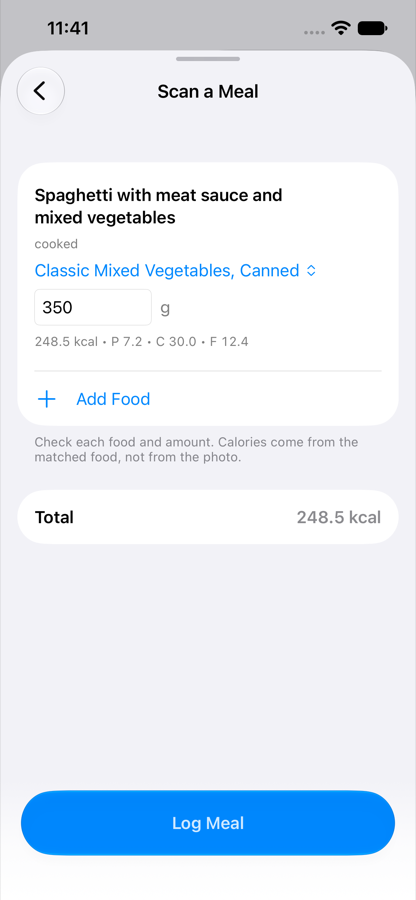 11:41
Scan a Meal
Spaghetti with meat sauce and
mixed vegetables
cooked
Classic Mixed Vegetables, Canned
350 g
248.5 kcal • P 7.2 • C 30.0 • F 12.4
Add Food
Check each food and amount. Calories come from the
matched food, not from the photo.
Total 248.5 kcal
Log Meal